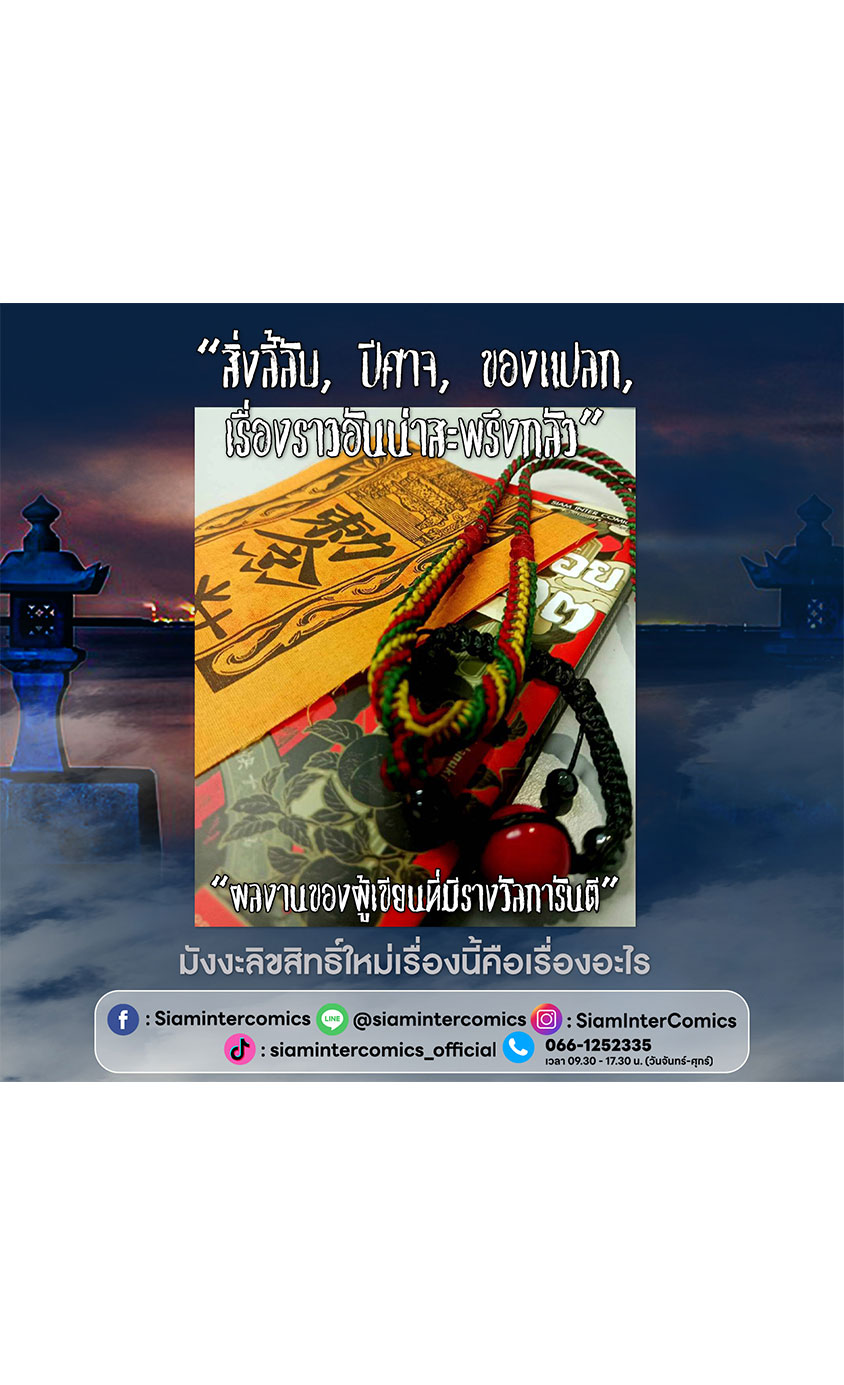 “สิ่งลี้ลับ, ปีศาจ, ของแปลก,
เรื่องราวอันน่าสะพรึงกลัว”
SIAM INTER COMIC
“ผลงานของผู้เขียนที่มีรางวัลการันตี”
มังงะลิขสิทธิ์ใหม่เรื่องนี้คือเรื่องอะไร
: Siamintercomics LINE @siamintercomics : SiamInterComics
: siamintercomics_official 066-1252335
เวลา 09.30 - 17.30 น. (วันจันทร์-ศุกร์)